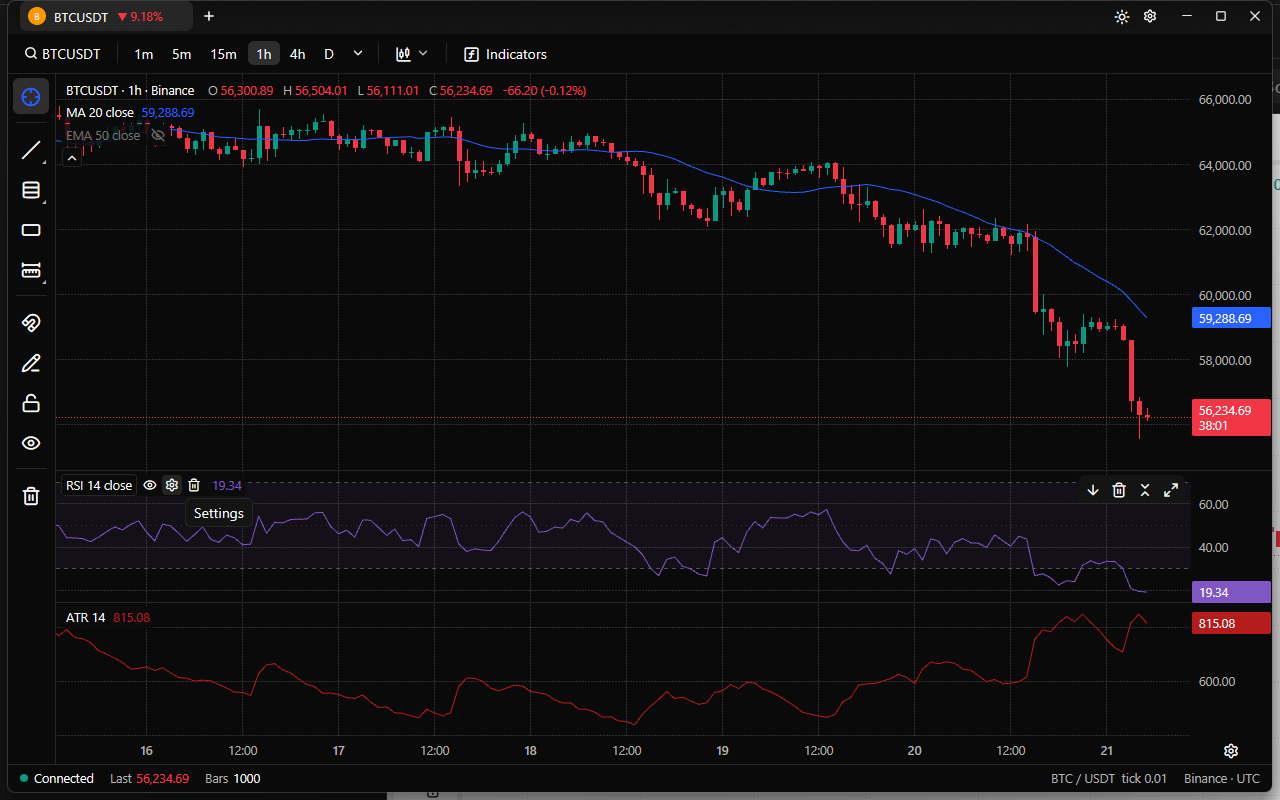 BTCUSDT ▼9.18% +
BTCUSDT 1m 5m 15m 1h 4h D Indicators
BTCUSDT · 1h · Binance O 56,300.89 H 56,504.01 L 56,111.01 C 56,234.69 -66.20 (-0.12%)
MA 20 close 59,288.69
EMA 50 close
66,000.00
64,000.00
62,000.00
60,000.00
59,288.69
58,000.00
56,234.69
38:01
RSI 14 close 19.34
Settings
60.00
40.00
19.34
ATR 14 815.08
815.08
600.00
16 12:00 17 12:00 18 12:00 19 12:00 20 12:00 21
Connected Last 56,234.69 Bars 1000 BTC / USDT tick 0.01 Binance · UTC